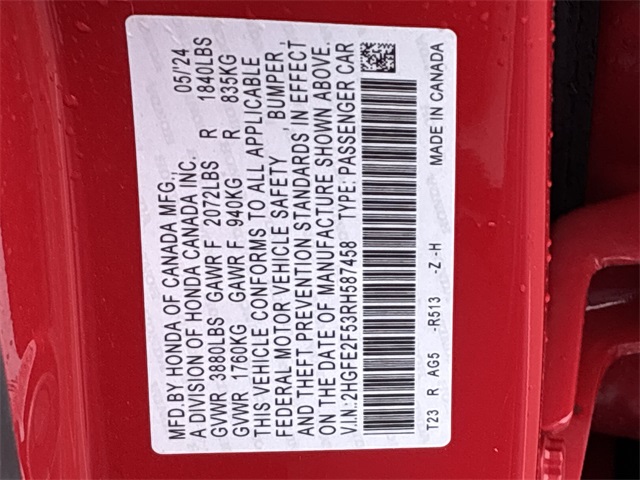 MFD.BY HONDA OF CANADA MFG., 05/'24
A DIVISION OF HONDA CANADA INC.
GVWR 3880LBS GAWR F 2072LBS R 1840LBS
GVWR 1760KG GAWR F 940KG R 835KG
THIS VEHICLE CONFORMS TO ALL APPLICABLE
FEDERAL MOTOR VEHICLE SAFETY , BUMPER ,
AND THEFT PREVENTION STANDARDS IN EFFECT
ON THE DATE OF MANUFACTURE SHOWN ABOVE.
V.I.N.:2HGFE2F53RH587458 TYPE: PASSENGER CAR
T23 R AG5 -R513 -Z -H MADE IN CANADA